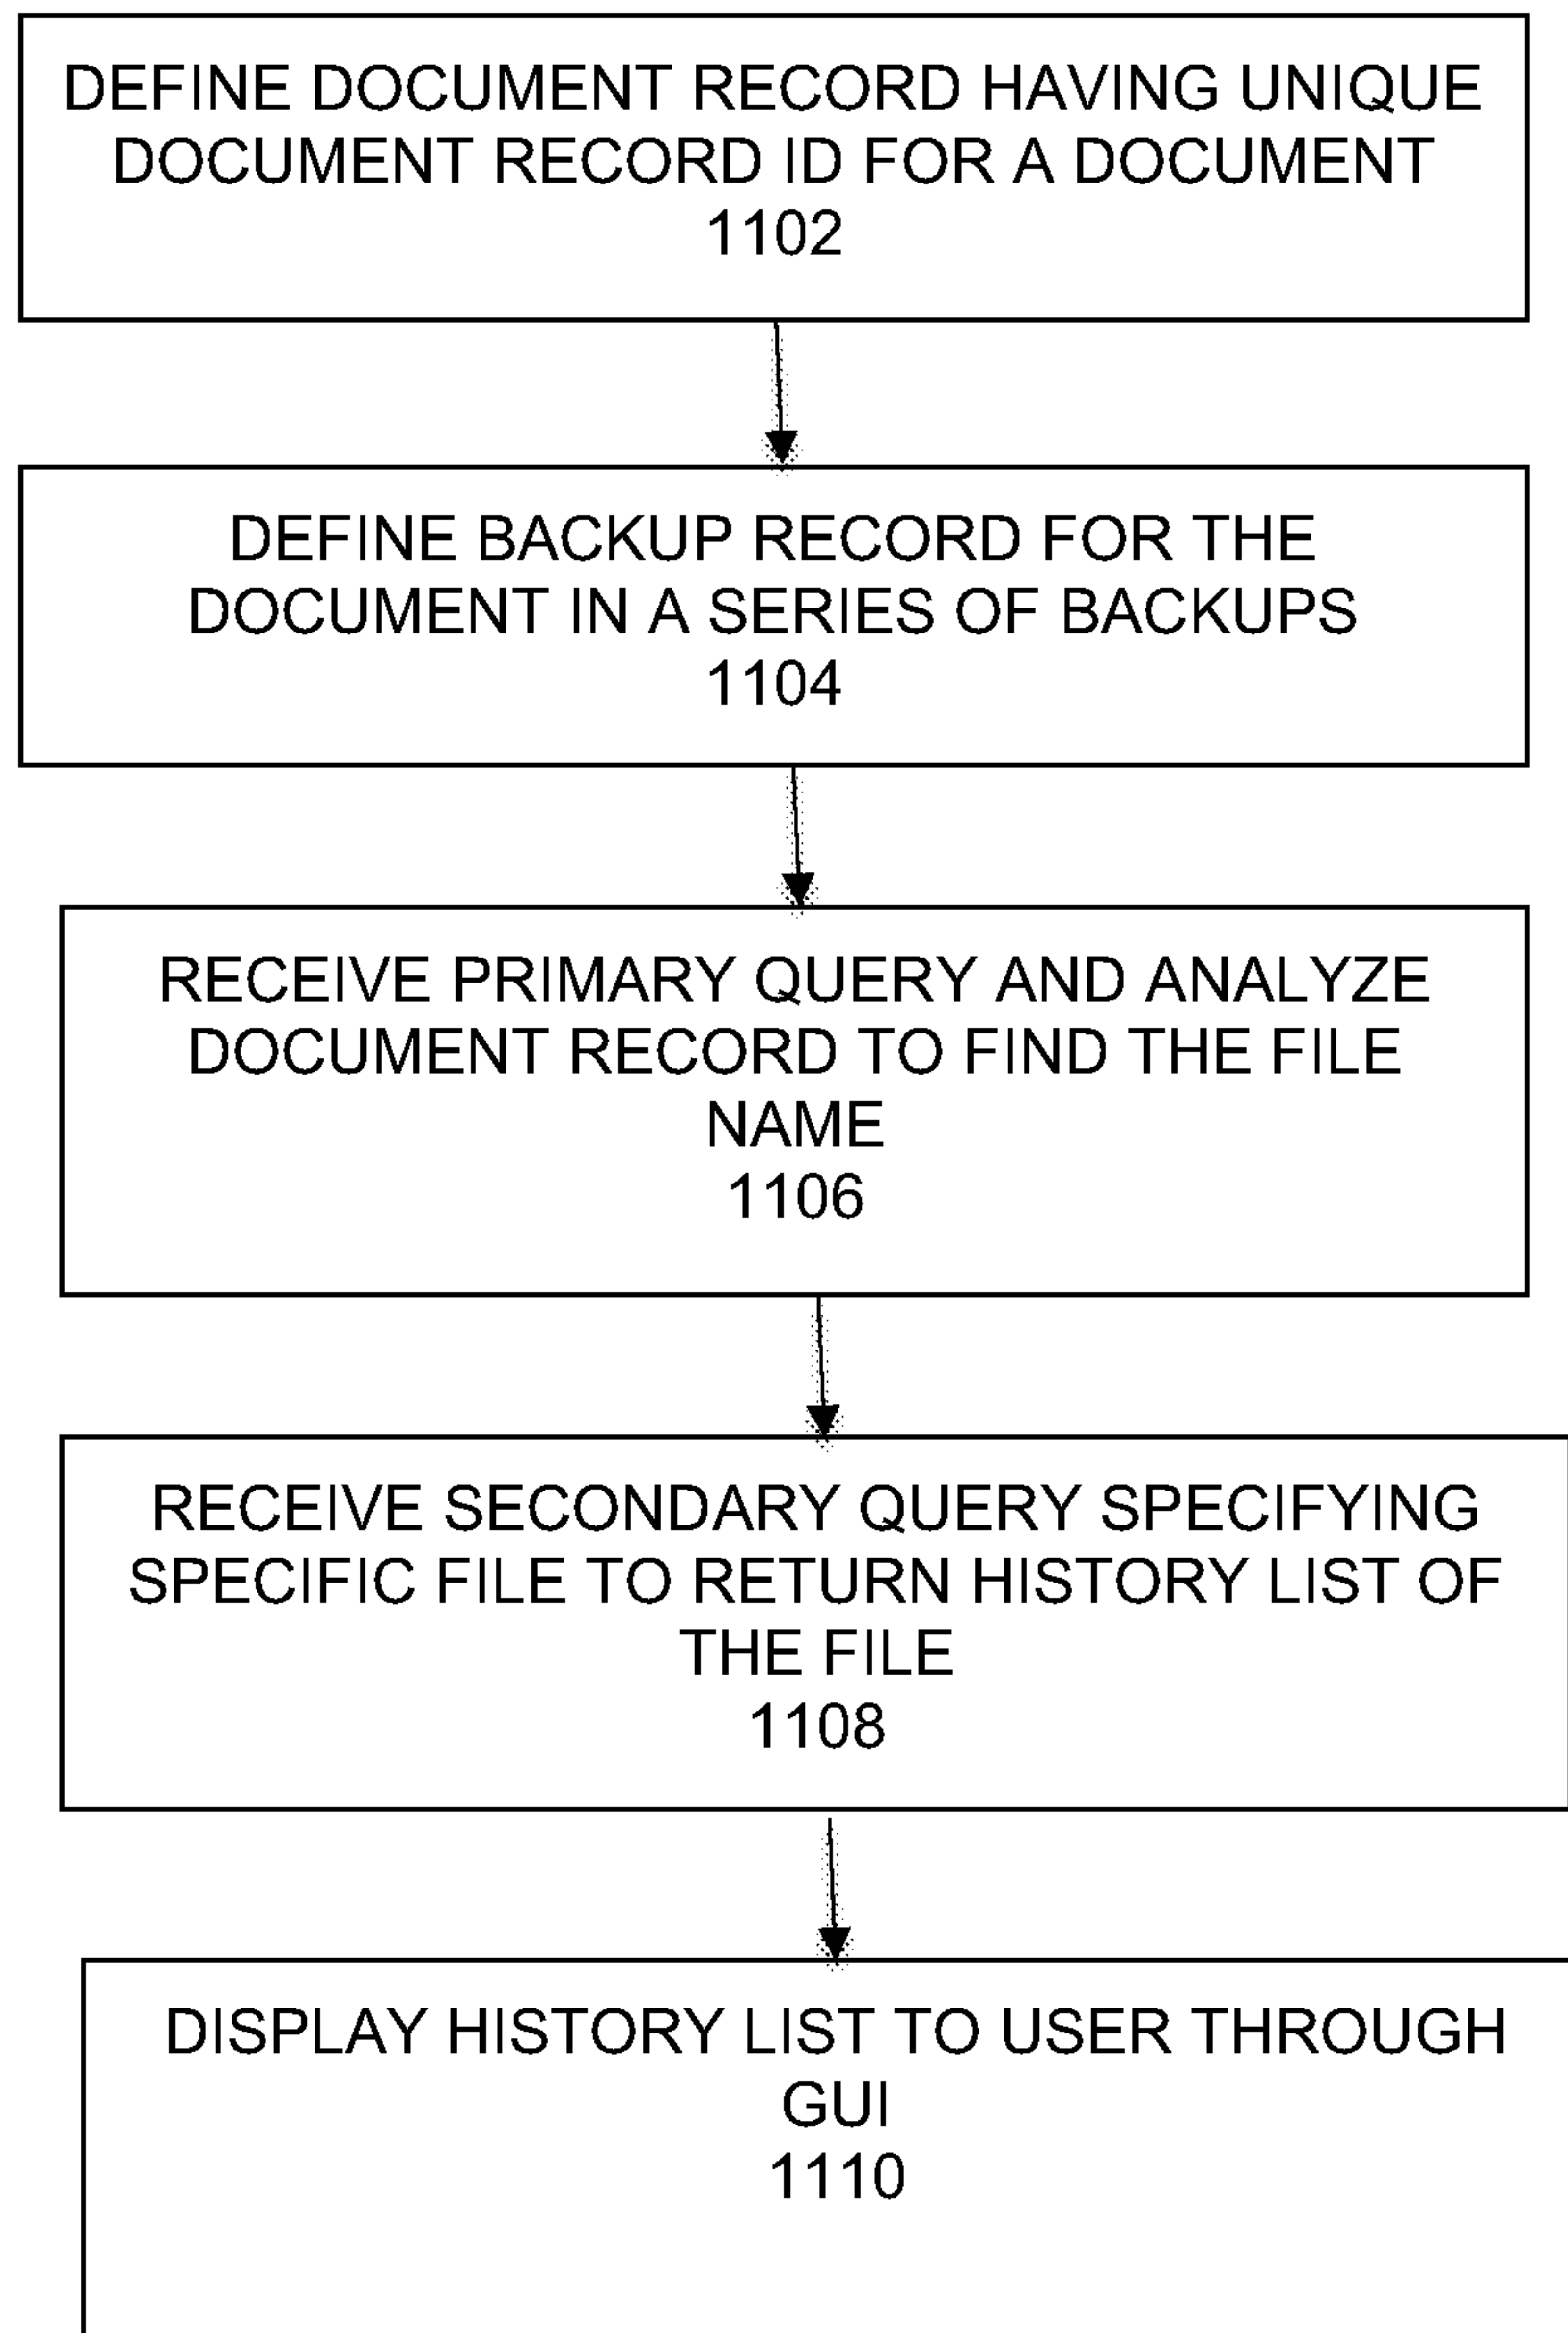 DEFINE DOCUMENT RECORD HAVING UNIQUE
DOCUMENT RECORD ID FOR A DOCUMENT
1102
DEFINE BACKUP RECORD FOR THE
DOCUMENT IN A SERIES OF BACKUPS
1104
RECEIVE PRIMARY QUERY AND ANALYZE
DOCUMENT RECORD TO FIND THE FILE
NAME
1106
RECEIVE SECONDARY QUERY SPECIFYING
SPECIFIC FILE TO RETURN HISTORY LIST OF
THE FILE
1108
DISPLAY HISTORY LIST TO USER THROUGH
GUI
1110